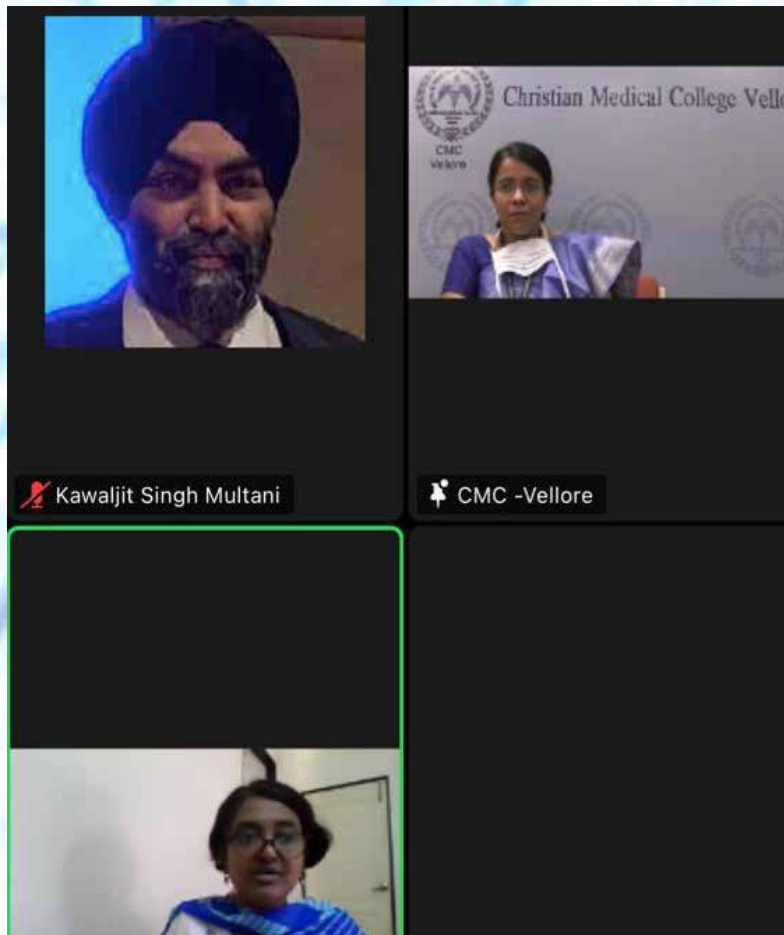 Christian Medical College Vello
CMC
Vellore
Kawaljit Singh Multani
CMC -Vellore